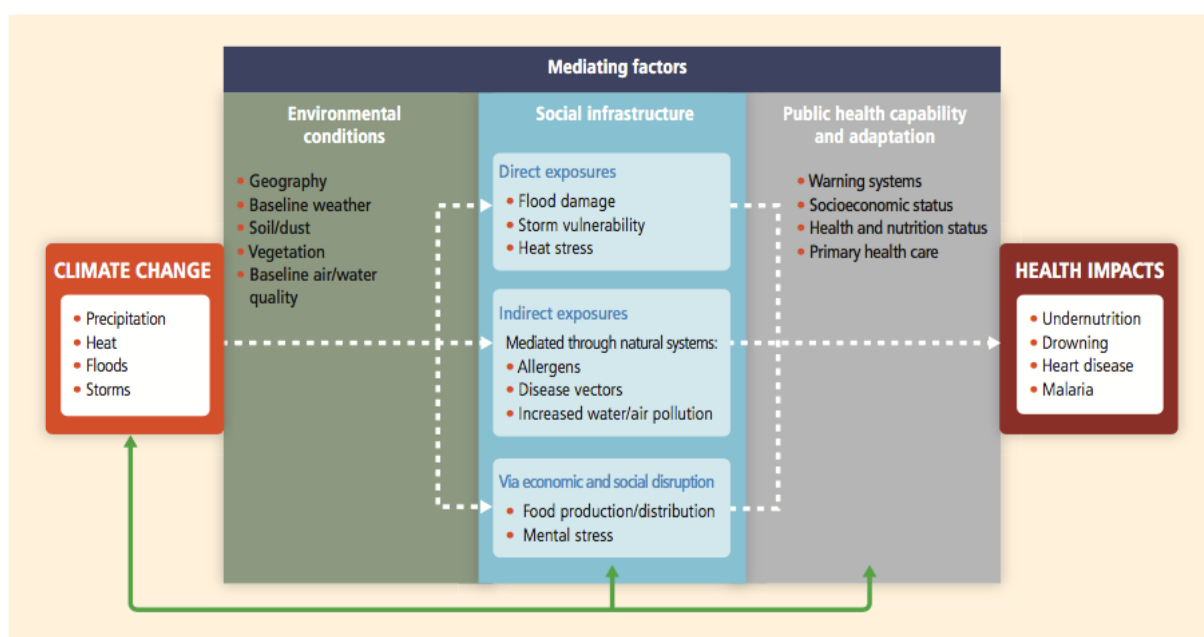 Mediating factors
Environmental
conditions
• Geography
• Baseline weather
• Soil/dust
• Vegetation
• Baseline air/water
quality
Social infrastructure
Direct exposures
• Flood damage
• Storm vulnerability
• Heat stress
Indirect exposures
Mediated through natural systems:
• Allergens
• Disease vectors
• Increased water/air pollution
Via economic and social disruption
• Food production/distribution
• Mental stress
Public health capability
and adaptation
• Warning systems
• Socioeconomic status
• Health and nutrition status
• Primary health care
CLIMATE CHANGE
• Precipitation
• Heat
• Floods
• Storms
HEALTH IMPACTS
• Undernutrition
• Drowning
• Heart disease
• Malaria